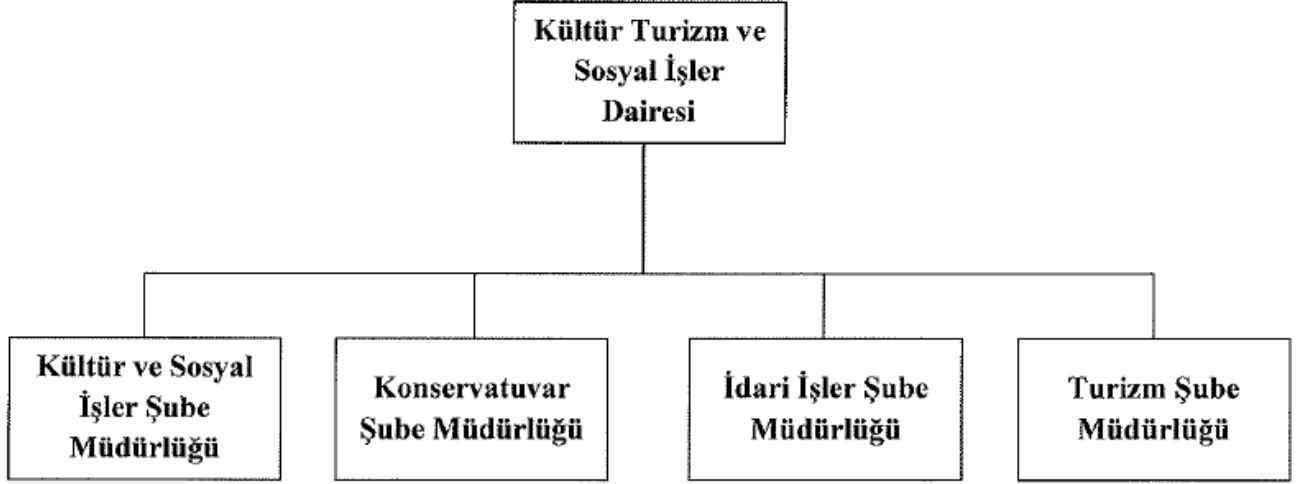 Kültür Turizm ve
Sosyal İşler
Dairesi
Kültür ve Sosyal
İşler Şube
Müdürlüğü
Konservatuvar
Şube Müdürlüğü
İdari İşler Şube
Müdürlüğü
Turizm Şube
Müdürlüğü